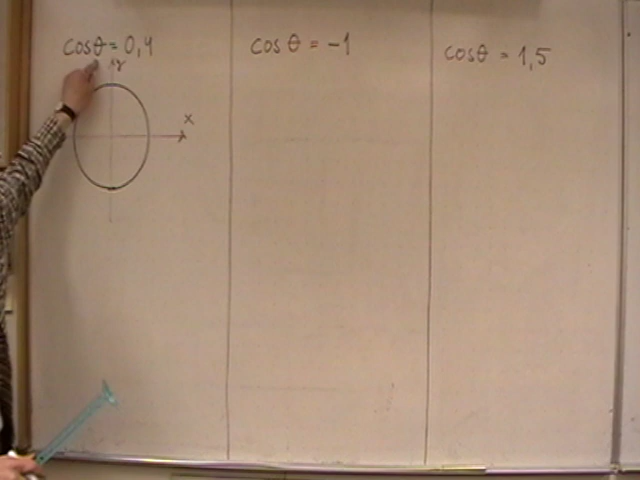 cosθ = 0,4
y
x
cos θ = -1
cosθ = 1,5